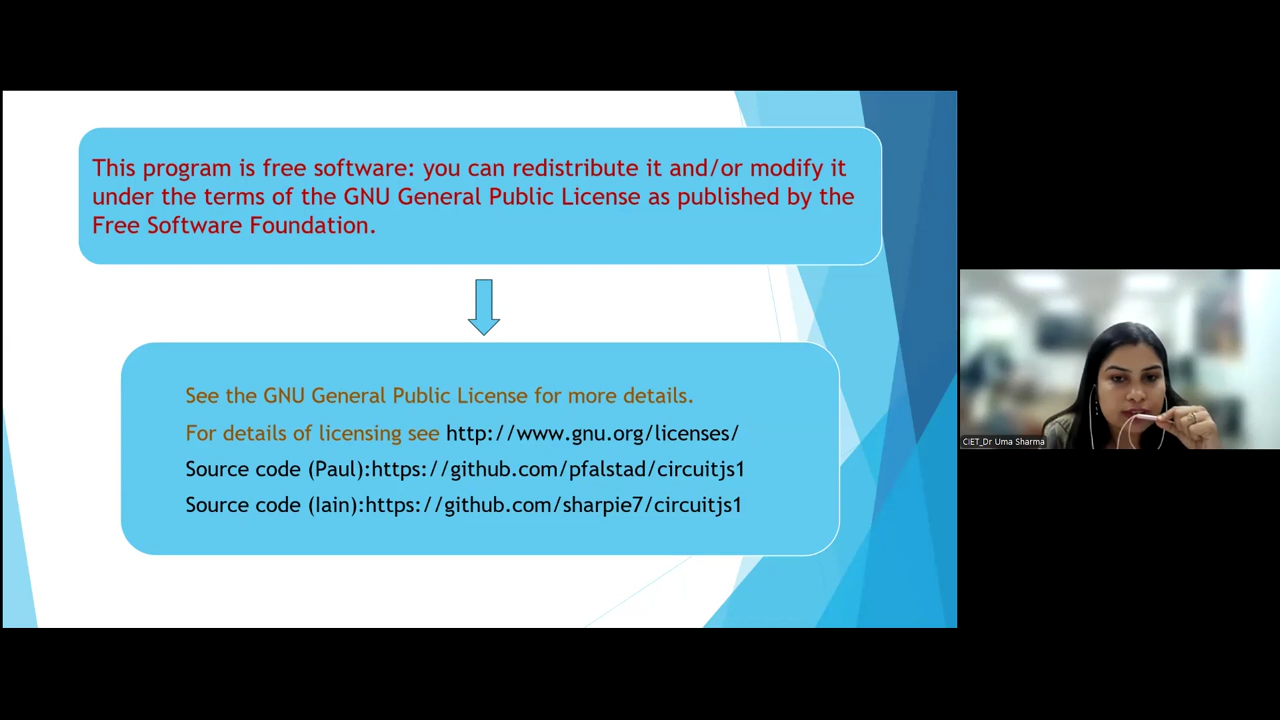 This program is free software: you can redistribute it and/or modify it
under the terms of the GNU General Public License as published by the
Free Software Foundation.
See the GNU General Public License for more details.
For details of licensing see http://www.gnu.org/licenses/
Source code (Paul):https://github.com/pfalstad/circuitjs1
Source code (Iain):https://github.com/sharpie7/circuitjs1
CIET_Dr Uma Sharma